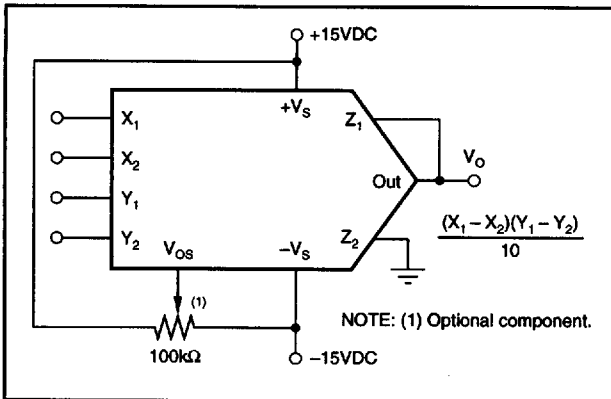 +15VDC
+VS
X1
X2
Y1
Y2
Z1
Out
VO
Z2
(X1 – X2)(Y1 – Y2)
10
VOS
–VS
(1)
100kΩ
–15VDC
NOTE: (1) Optional component.